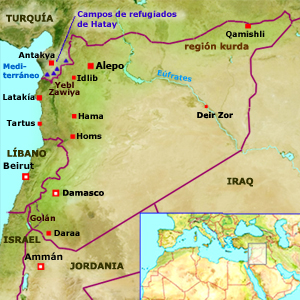 TURQUÍA
Campos de refugiados
de Hatay
Qamishli
Antakya
región kurda
Medi-
terráneo
Alepo
Idlib
Yebl
Zawiya
Eúfrates
Latakia
Tartus
Hama
Deir Zor
Homs
LÍBANO
Beirut
Damasco
IRAQ
Golán
ISRAEL
Daraa
Ammán
JORDANIA